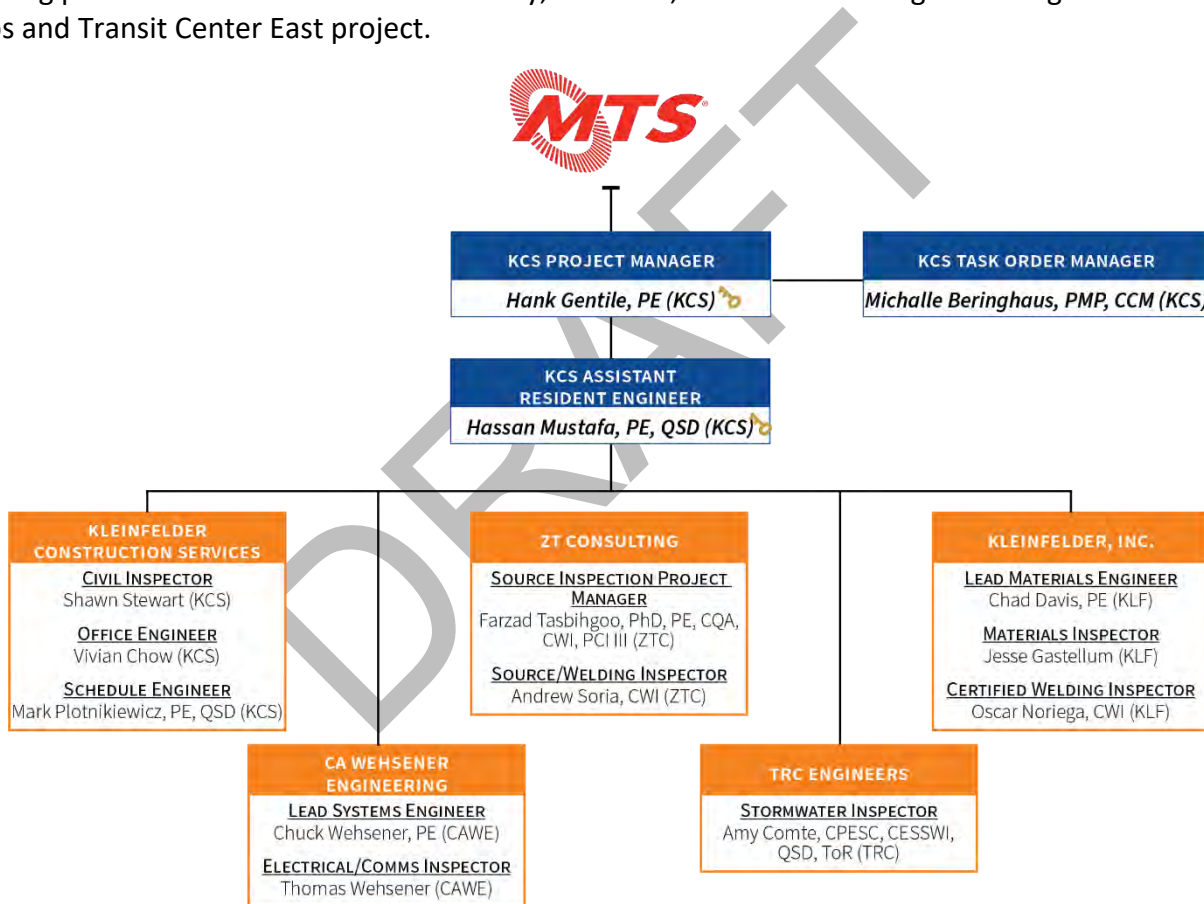 and Transit Center East project.
MTS
KCS PROJECT MANAGER
Hank Gentile, PE (KCS)
KCS TASK ORDER MANAGER
Michalle Beringhaus, PMP, CCM (KCS)
KCS ASSISTANT
RESIDENT ENGINEER
Hassan Mustafa, PE, QSD (KCS)
DRAFT
KLEINFELDER
CONSTRUCTION SERVICES
CIVIL INSPECTOR
Shawn Stewart (KCS)
OFFICE ENGINEER
Vivian Chow (KCS)
SCHEDULE ENGINEER
Mark Plotnikiewicz, PE, QSD (KCS)
ZT CONSULTING
SOURCE INSPECTION PROJECT
MANAGER
Farzad Tasbihgoo, PhD, PE, CQA,
CWI, PCI III (ZTC)
SOURCE/WELDING INSPECTOR
Andrew Soria, CWI (ZTC)
KLEINFELDER, INC.
LEAD MATERIALS ENGINEER
Chad Davis, PE (KLF)
MATERIALS INSPECTOR
Jesse Gastellum (KLF)
CERTIFIED WELDING INSPECTOR
Oscar Noriega, CWI (KLF)
CA WEHSENER
ENGINEERING
LEAD SYSTEMS ENGINEER
Chuck Wehsener, PE (CAWE)
ELECTRICAL/COMMS INSPECTOR
Thomas Wehsener (CAWE)
TRC ENGINEERS
STORMWATER INSPECTOR
Amy Comte, CPESC, CESSWI,
QSD, ToR (TRC)